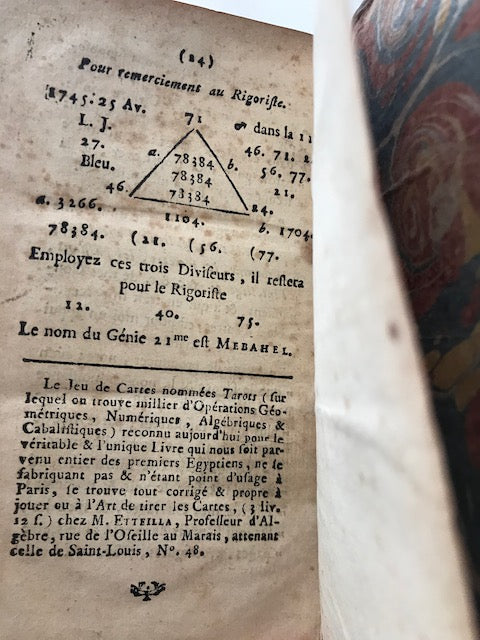 (24)
Pour remerciement au Rigoriste.
1745:25 Av.
71
♂ dans la 11
L. J.
46. 71. 2
27.
a.
78384
b.
56. 77.
Bleu.
78384
21.
46.
78384
24.
a. 3266.
1104.
b. 1704
78384. (21. (56. (77.
Employez ces trois Diviseurs, il restera
pour le Rigoriste
12. 40. 75.
Le nom du Génie 21me est MEBAHEL.
Le Jeu de Cartes nommées Tarots (sur
lequel on trouve millier d'Opérations Géo-
métriques, Numériques, Algébriques &
Cabalistiques) reconnu aujourd'hui pour le
véritable & l'unique Livre qui nous soit par-
venu entier des premiers Egyptiens, ne se
fabriquant pas & n'étant point d'usage à
Paris, se trouve tout corrigé & propre à
jouer ou à l'Art de tirer les Cartes, (3 liv.
12 s.) chez M. ETTEILLA, Professeur d'Al-
gèbre, rue de l'Oseille au Marais, attenant
celle de Saint-Louis, N°. 48.